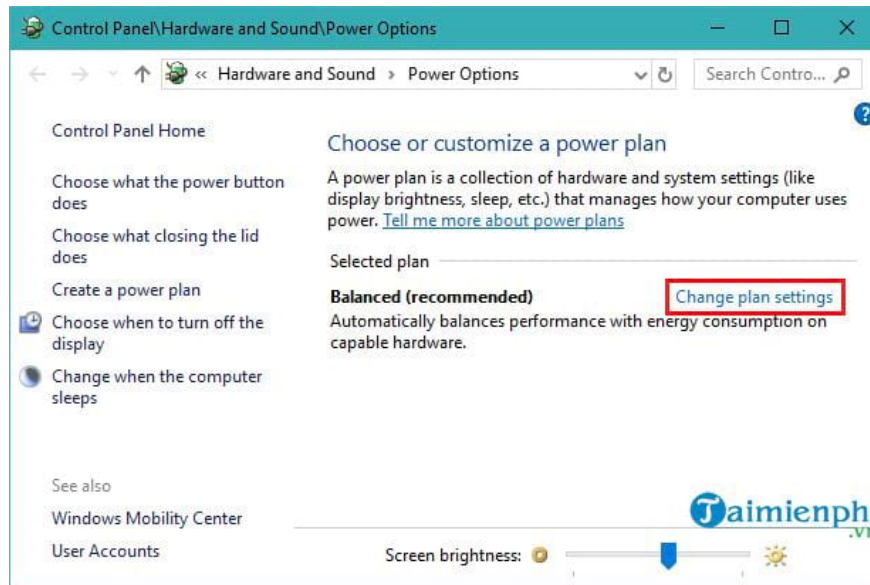 Control Panel\Hardware and Sound\Power Options
« Hardware and Sound › Power Options
Search Contro...
Control Panel Home
Choose what the power button
does
Choose what closing the lid
does
Create a power plan
Choose when to turn off the
display
Change when the computer
sleeps
See also
Windows Mobility Center
User Accounts
?
Choose or customize a power plan
A power plan is a collection of hardware and system settings (like
display brightness, sleep, etc.) that manages how your computer uses
power. Tell me more about power plans
Selected plan
Balanced (recommended)
Change plan settings
Automatically balances performance with energy consumption on
capable hardware.
Taimienph
.vn
Screen brightness: